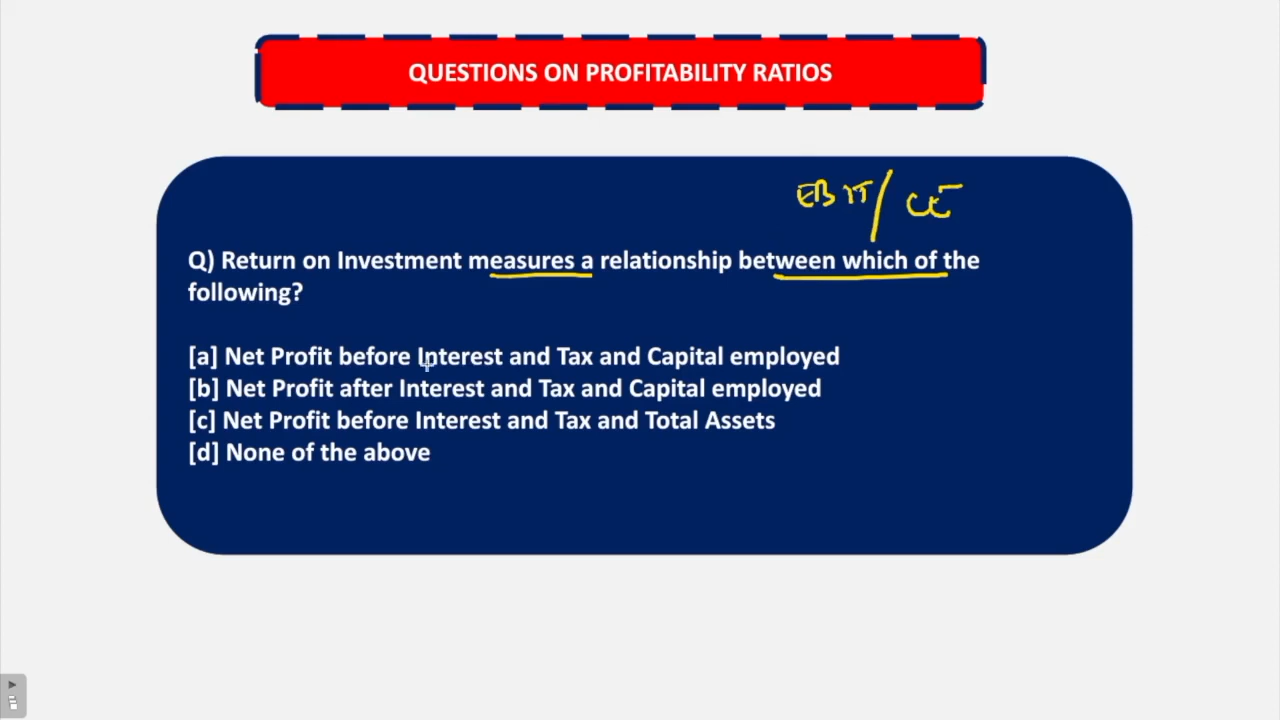 QUESTIONS ON PROFITABILITY RATIOS
EBIT/CE
Q) Return on Investment measures a relationship between which of the
following?
[a] Net Profit before Interest and Tax and Capital employed
[b] Net Profit after Interest and Tax and Capital employed
[c] Net Profit before Interest and Tax and Total Assets
[d] None of the above